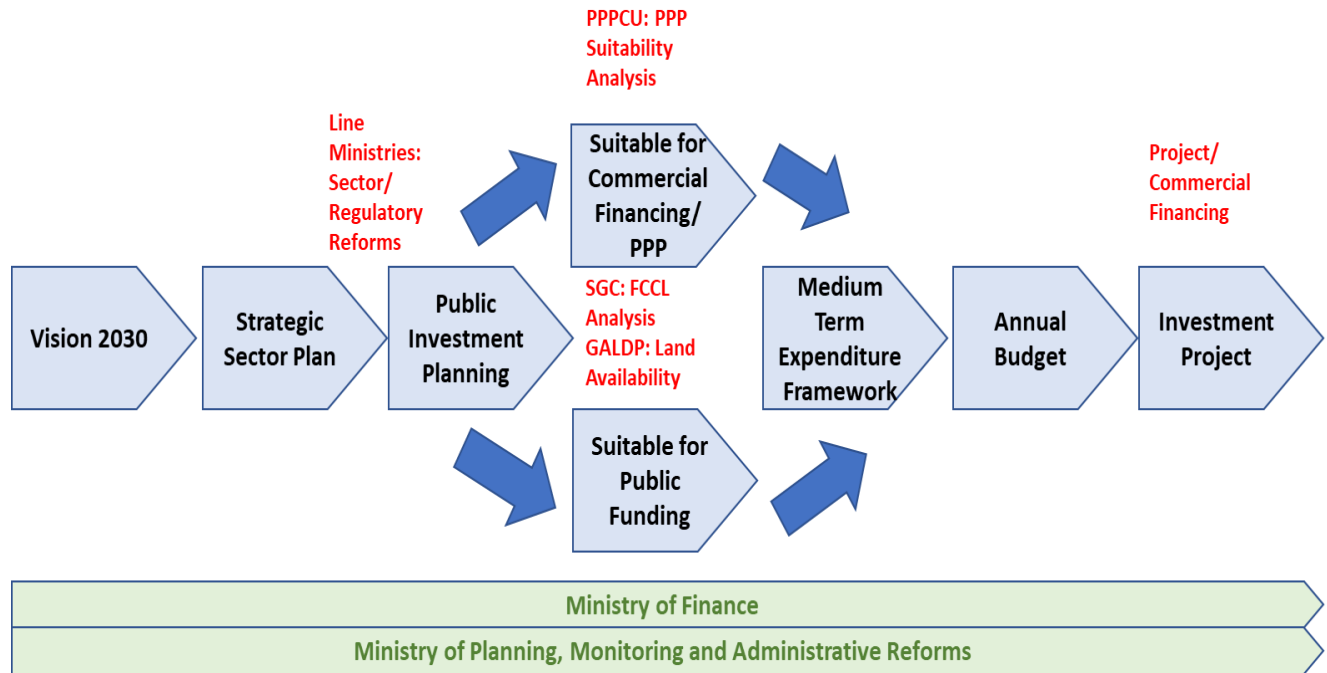 PPPCU: PPP
Suitability
Analysis
Line
Ministries:
Sector/
Regulatory
Reforms
Suitable for
Commercial
Financing/
PPP
Project/
Commercial
Financing
Vision 2030
Strategic
Sector Plan
Public
Investment
Planning
SGC: FCCL
Analysis
GALDP: Land
Availability
Medium
Term
Expenditure
Framework
Annual
Budget
Investment
Project
Suitable for
Public
Funding
Ministry of Finance
Ministry of Planning, Monitoring and Administrative Reforms